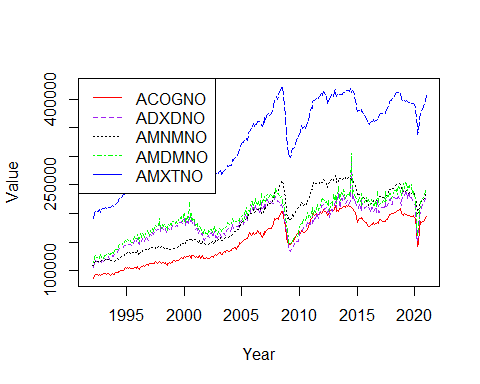 400000
250000
100000
Value
ACOGNO
ADXDNO
AMNMNO
AMDMNO
AMXTNO
1995 2000 2005 2010 2015 2020
Year